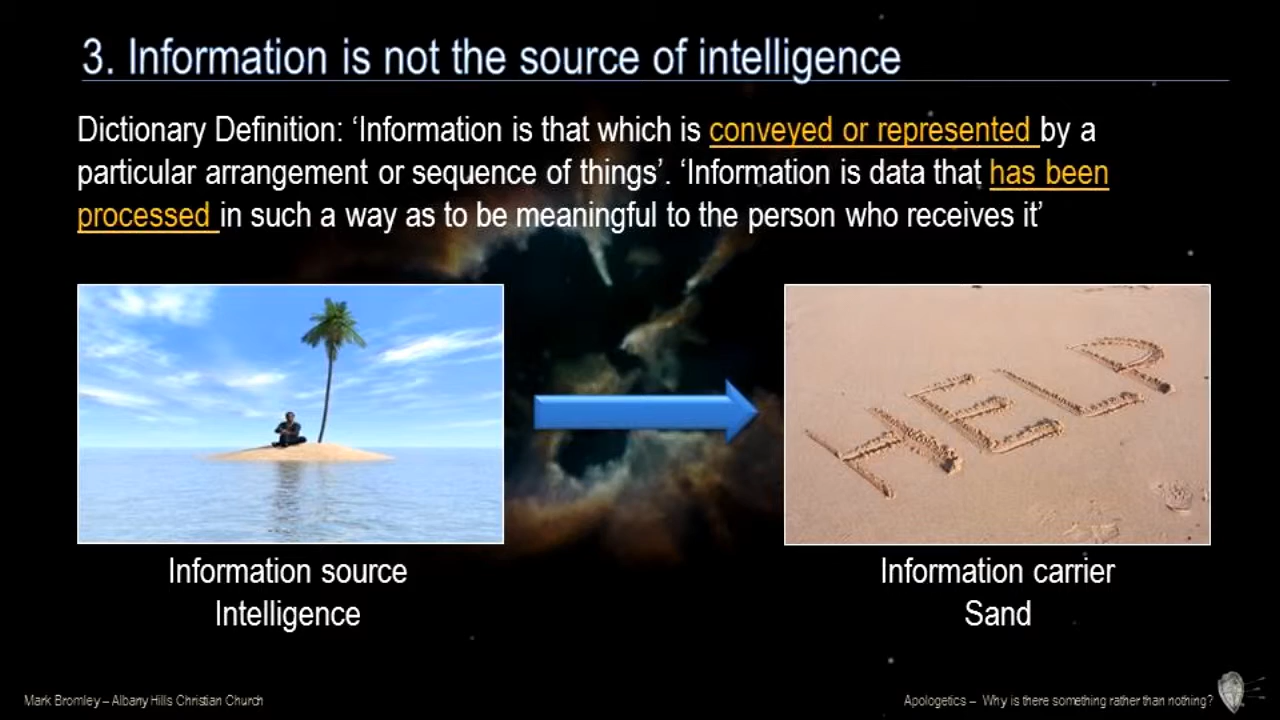 3. Information is not the source of intelligence
Dictionary Definition: ‘Information is that which is conveyed or represented by a
particular arrangement or sequence of things’. ‘Information is data that has been
processed in such a way as to be meaningful to the person who receives it’
HELP
Information source
Intelligence
Information carrier
Sand
Mark Bromley – Albany Hills Christian Church
Apologetics – Why is there something rather than nothing?